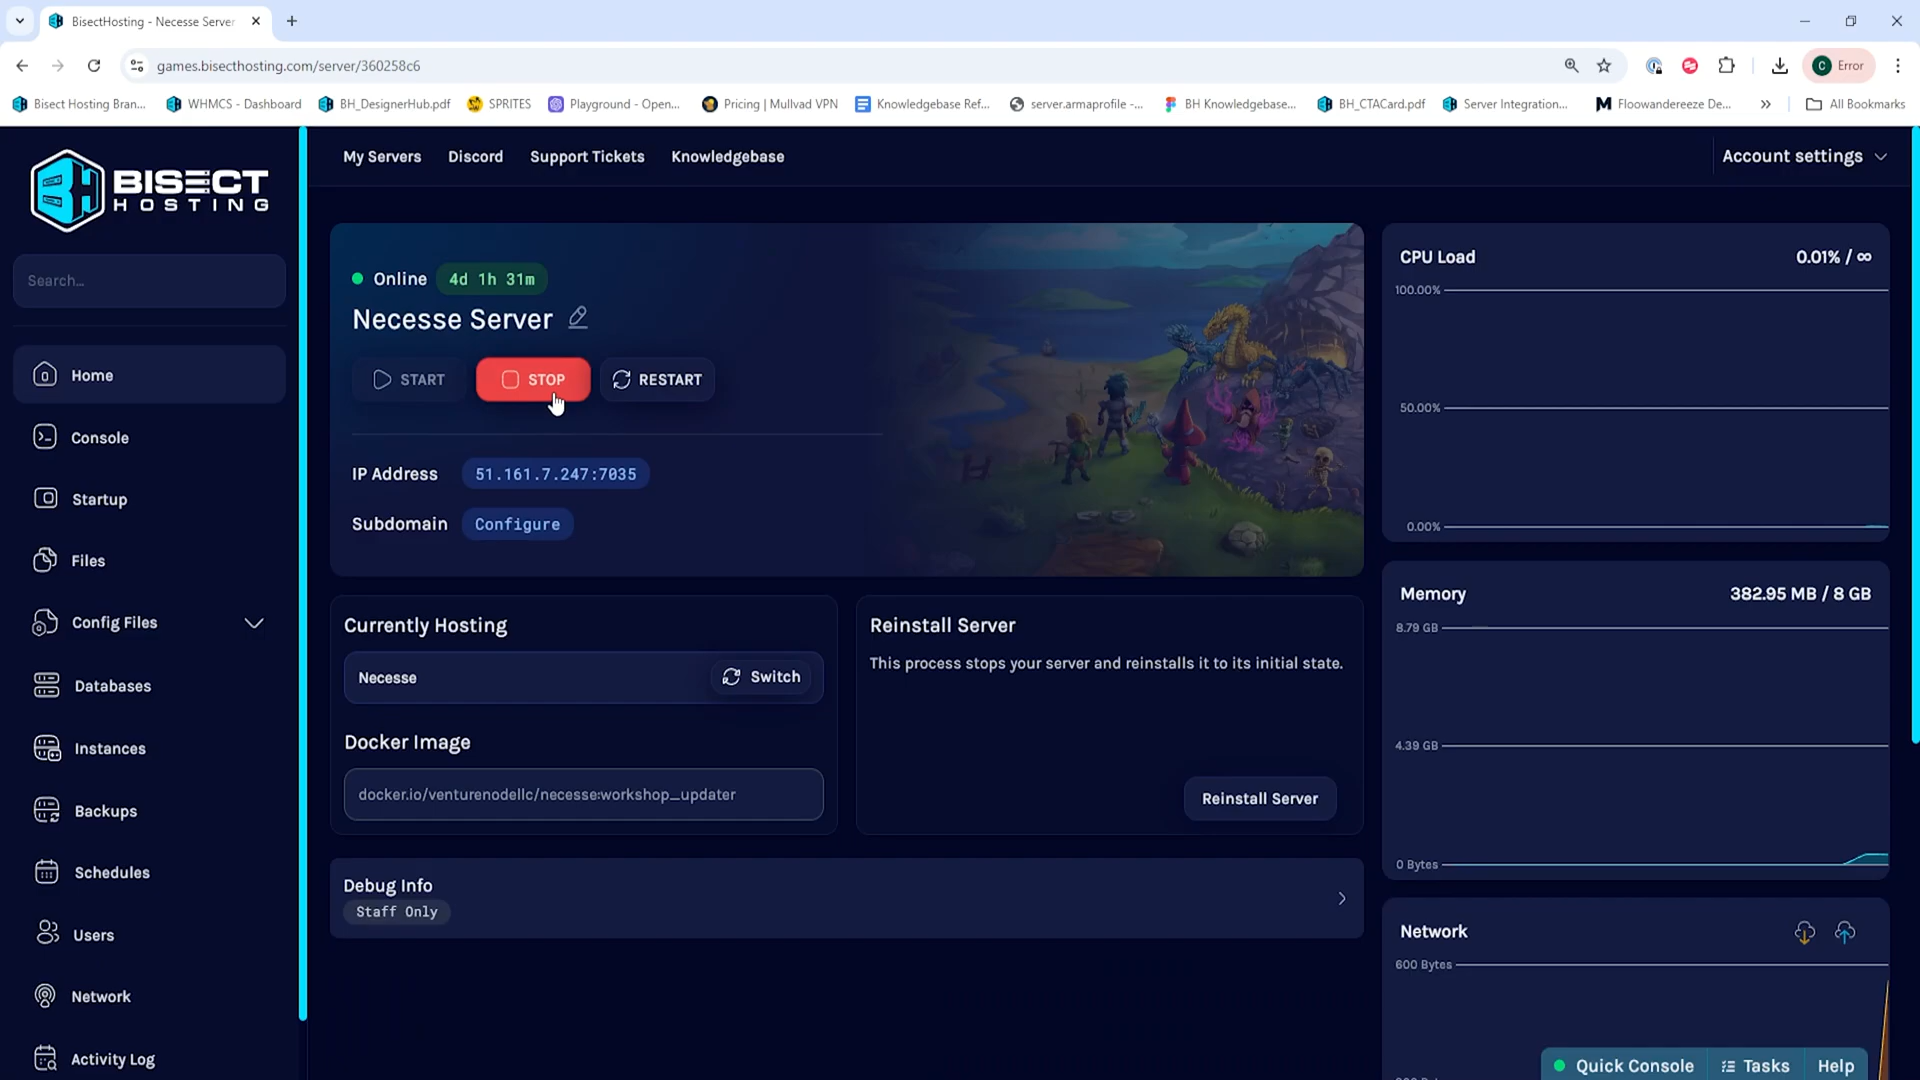 BisectHosting - Necesse Server
games.bisecthosting.com/server/360258c6
C Error
Bisect Hosting Bran...
WHMCS - Dashboard
BH_DesignerHub.pdf
SPRITES
Playground - Open...
Pricing | Mullvad VPN
Knowledgebase Ref...
server.armaprofile -...
BH Knowledgebase...
BH_CTACard.pdf
Server Integration...
Floowandereeze De...
All Bookmarks
BISECT
HOSTING
My Servers
Discord
Support Tickets
Knowledgebase
Account settings
Search...
Home
Console
Startup
Files
Config Files
Databases
Instances
Backups
Schedules
Users
Network
Activity Log
Online 4d 1h 31m
Necesse Server
START
STOP
RESTART
IP Address 51.161.7.247:7035
Subdomain Configure
Currently Hosting
Necesse
Switch
Docker Image
docker.io/venturenodellc/necesse:workshop_updater
Reinstall Server
This process stops your server and reinstalls it to its initial state.
Reinstall Server
Debug Info
Staff Only
CPU Load 0.01% / ∞
100.00%
50.00%
0.00%
Memory 382.95 MB / 8 GB
8.79 GB
4.39 GB
0 Bytes
Network
600 Bytes
Quick Console
Tasks
Help